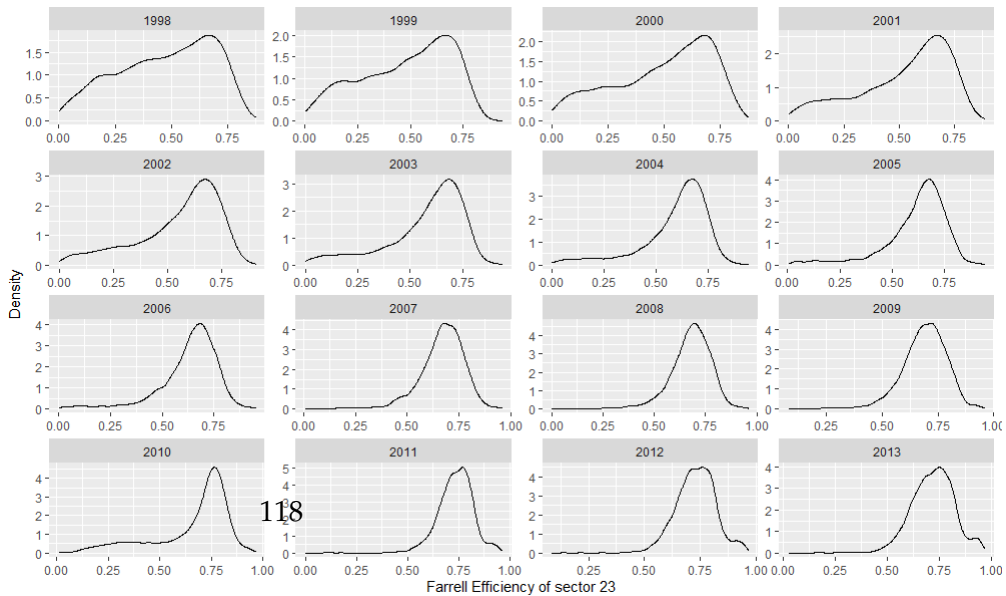 1998 1999 2000 2001
1.5 2.0 2.0 2
1.0 1.5 1.5 1
0.5 1.0 1.0 0
0.0 0.5 0.5
0.0 0.0
0.00 0.25 0.50 0.75 0.00 0.25 0.50 0.75 0.00 0.25 0.50 0.75 0.00 0.25 0.50 0.75
2002 2003 2004 2005
3 3 3 4
2 2 2 3
1 1 1 2
0 0 0 1
0
0.00 0.25 0.50 0.75 0.00 0.25 0.50 0.75 0.00 0.25 0.50 0.75 0.00 0.25 0.50 0.75
Density
2006 2007 2008 2009
4 4 4 4
3 3 3 3
2 2 2 2
1 1 1 1
0 0 0 0
0.00 0.25 0.50 0.75 0.00 0.25 0.50 0.75 1.00 0.00 0.25 0.50 0.75 0.00 0.25 0.50 0.75 1.00
2010 2011 2012 2013
4 5 4 4
3 4 3 3
2 3 2 2
1 2 1 1
0 1 0 0
0
118
0.00 0.25 0.50 0.75 1.00 0.00 0.25 0.50 0.75 0.00 0.25 0.50 0.75 0.00 0.25 0.50 0.75 1.00
Farrell Efficiency of sector 23